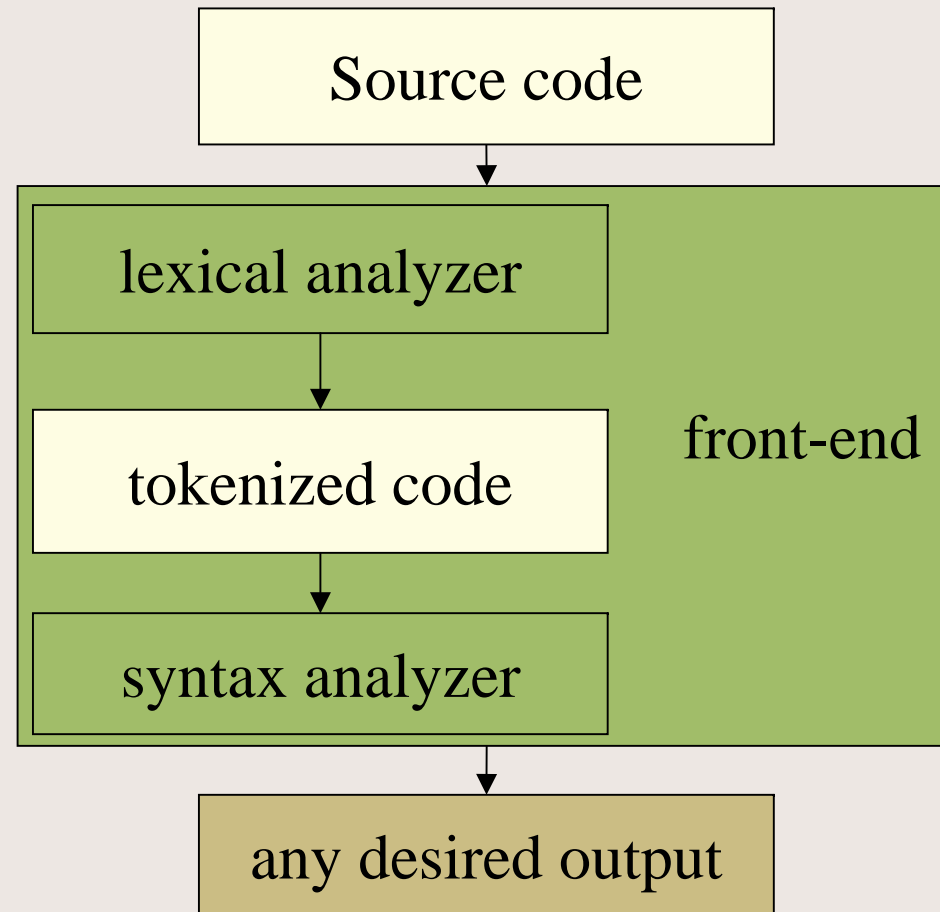 Source code
lexical analyzer
tokenized code
front-end
syntax analyzer
any desired output